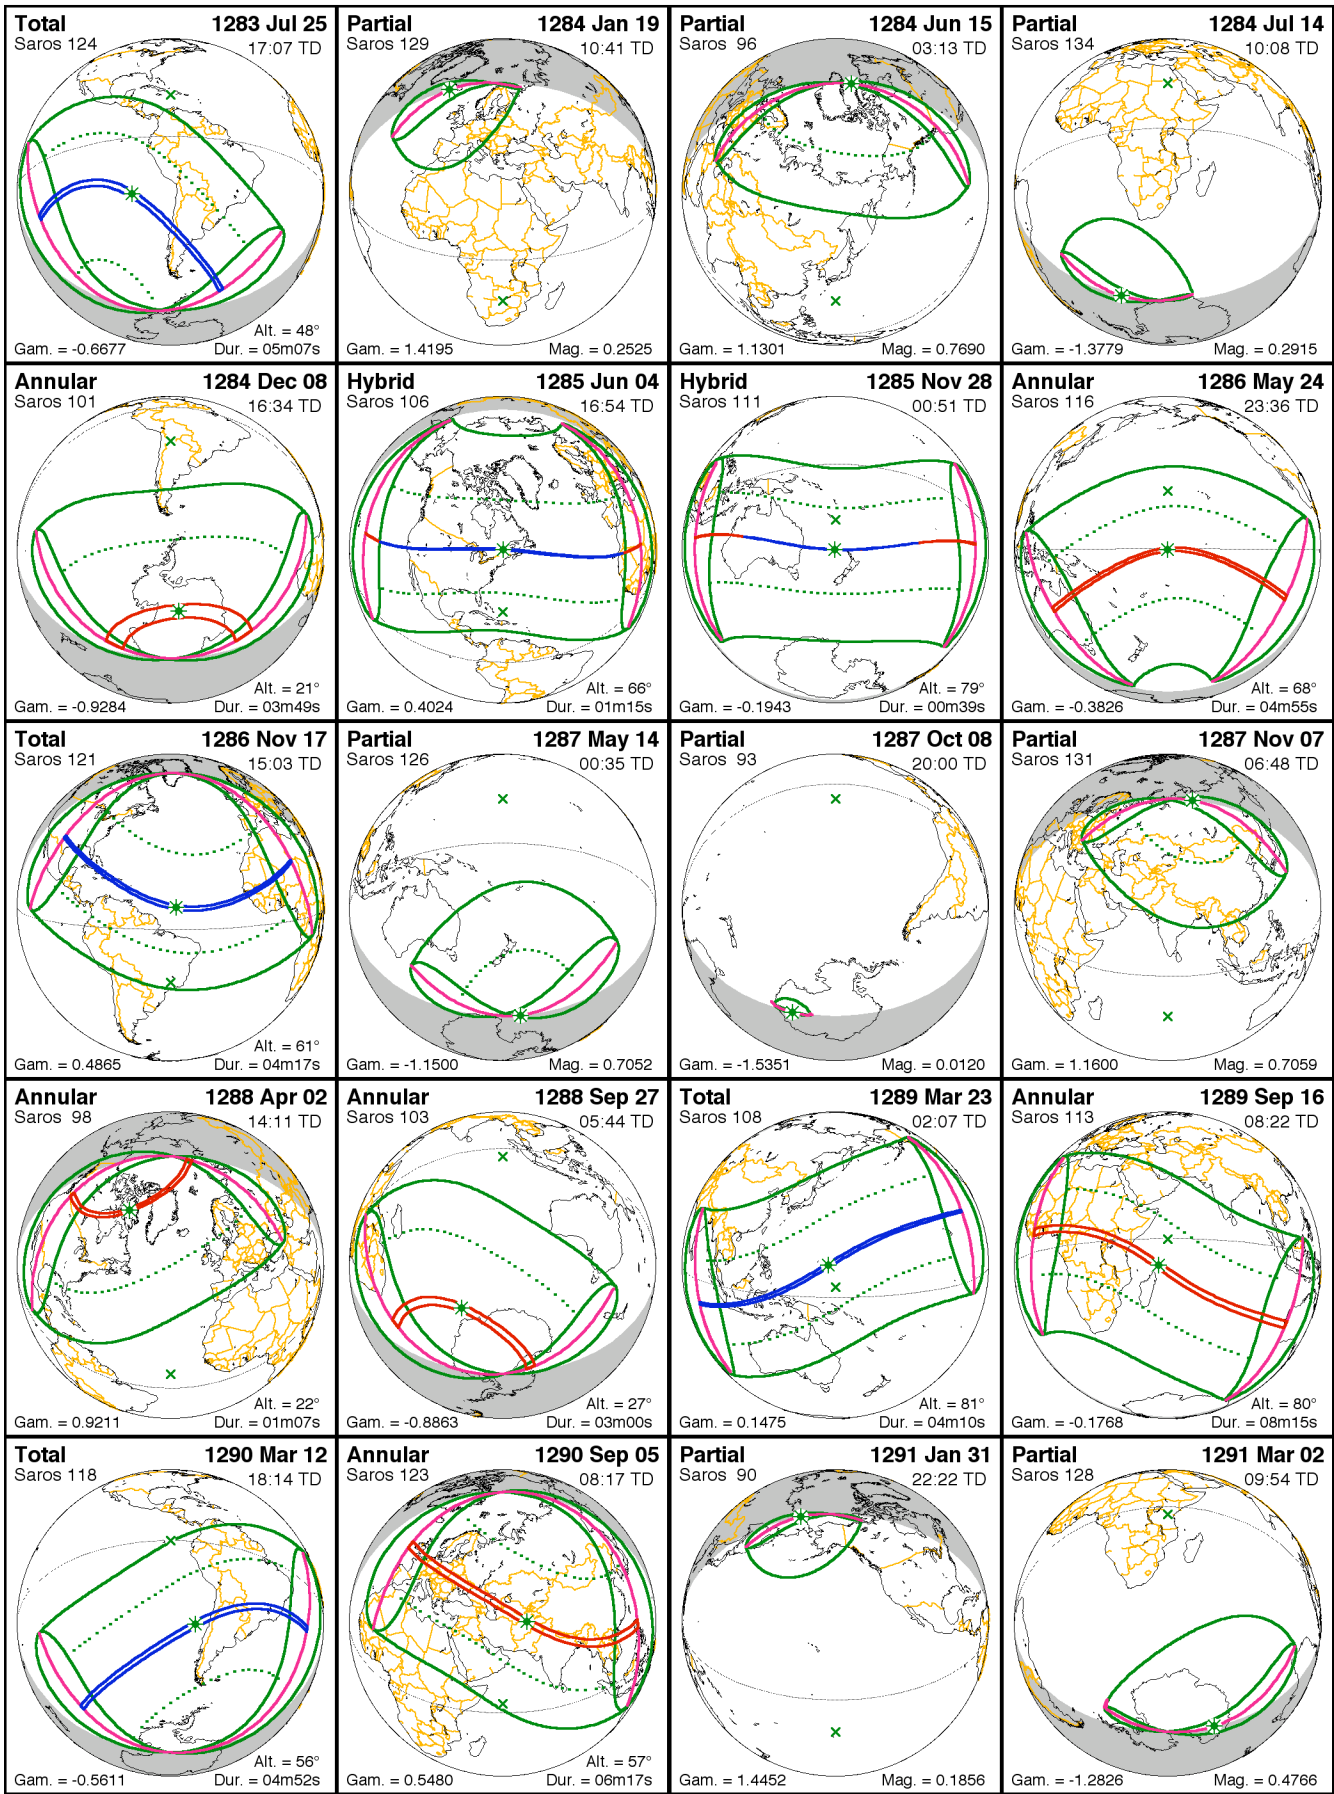 Total 1283 Jul 25
Saros 124 17:07 TD
Alt. = 48°
Gam. = -0.6677 Dur. = 05m07s
Partial 1284 Jan 19
Saros 129 10:41 TD
Gam. = 1.4195 Mag. = 0.2525
Partial 1284 Jun 15
Saros 96 03:13 TD
Gam. = 1.1301 Mag. = 0.7690
Partial 1284 Jul 14
Saros 134 10:08 TD
Gam. = -1.3779 Mag. = 0.2915
Annular 1284 Dec 08
Saros 101 16:34 TD
Alt. = 21°
Gam. = -0.9284 Dur. = 03m49s
Hybrid 1285 Jun 04
Saros 106 16:54 TD
Alt. = 66°
Gam. = 0.4024 Dur. = 01m15s
Hybrid 1285 Nov 28
Saros 111 00:51 TD
Alt. = 79°
Gam. = -0.1943 Dur. = 00m39s
Annular 1286 May 24
Saros 116 23:36 TD
Alt. = 68°
Gam. = -0.3826 Dur. = 04m55s
Total 1286 Nov 17
Saros 121 15:03 TD
Alt. = 61°
Gam. = 0.4865 Dur. = 04m17s
Partial 1287 May 14
Saros 126 00:35 TD
Gam. = -1.1500 Mag. = 0.7052
Partial 1287 Oct 08
Saros 93 20:00 TD
Gam. = -1.5351 Mag. = 0.0120
Partial 1287 Nov 07
Saros 131 06:48 TD
Gam. = 1.1600 Mag. = 0.7059
Annular 1288 Apr 02
Saros 98 14:11 TD
Alt. = 22°
Gam. = 0.9211 Dur. = 01m07s
Annular 1288 Sep 27
Saros 103 05:44 TD
Alt. = 27°
Gam. = -0.8863 Dur. = 03m00s
Total 1289 Mar 23
Saros 108 02:07 TD
Alt. = 81°
Gam. = 0.1475 Dur. = 04m10s
Annular 1289 Sep 16
Saros 113 08:22 TD
Alt. = 80°
Gam. = -0.1768 Dur. = 08m15s
Total 1290 Mar 12
Saros 118 18:14 TD
Alt. = 56°
Gam. = -0.5611 Dur. = 04m52s
Annular 1290 Sep 05
Saros 123 08:17 TD
Alt. = 57°
Gam. = 0.5480 Dur. = 06m17s
Partial 1291 Jan 31
Saros 90 22:22 TD
Gam. = 1.4452 Mag. = 0.1856
Partial 1291 Mar 02
Saros 128 09:54 TD
Gam. = -1.2826 Mag. = 0.4766